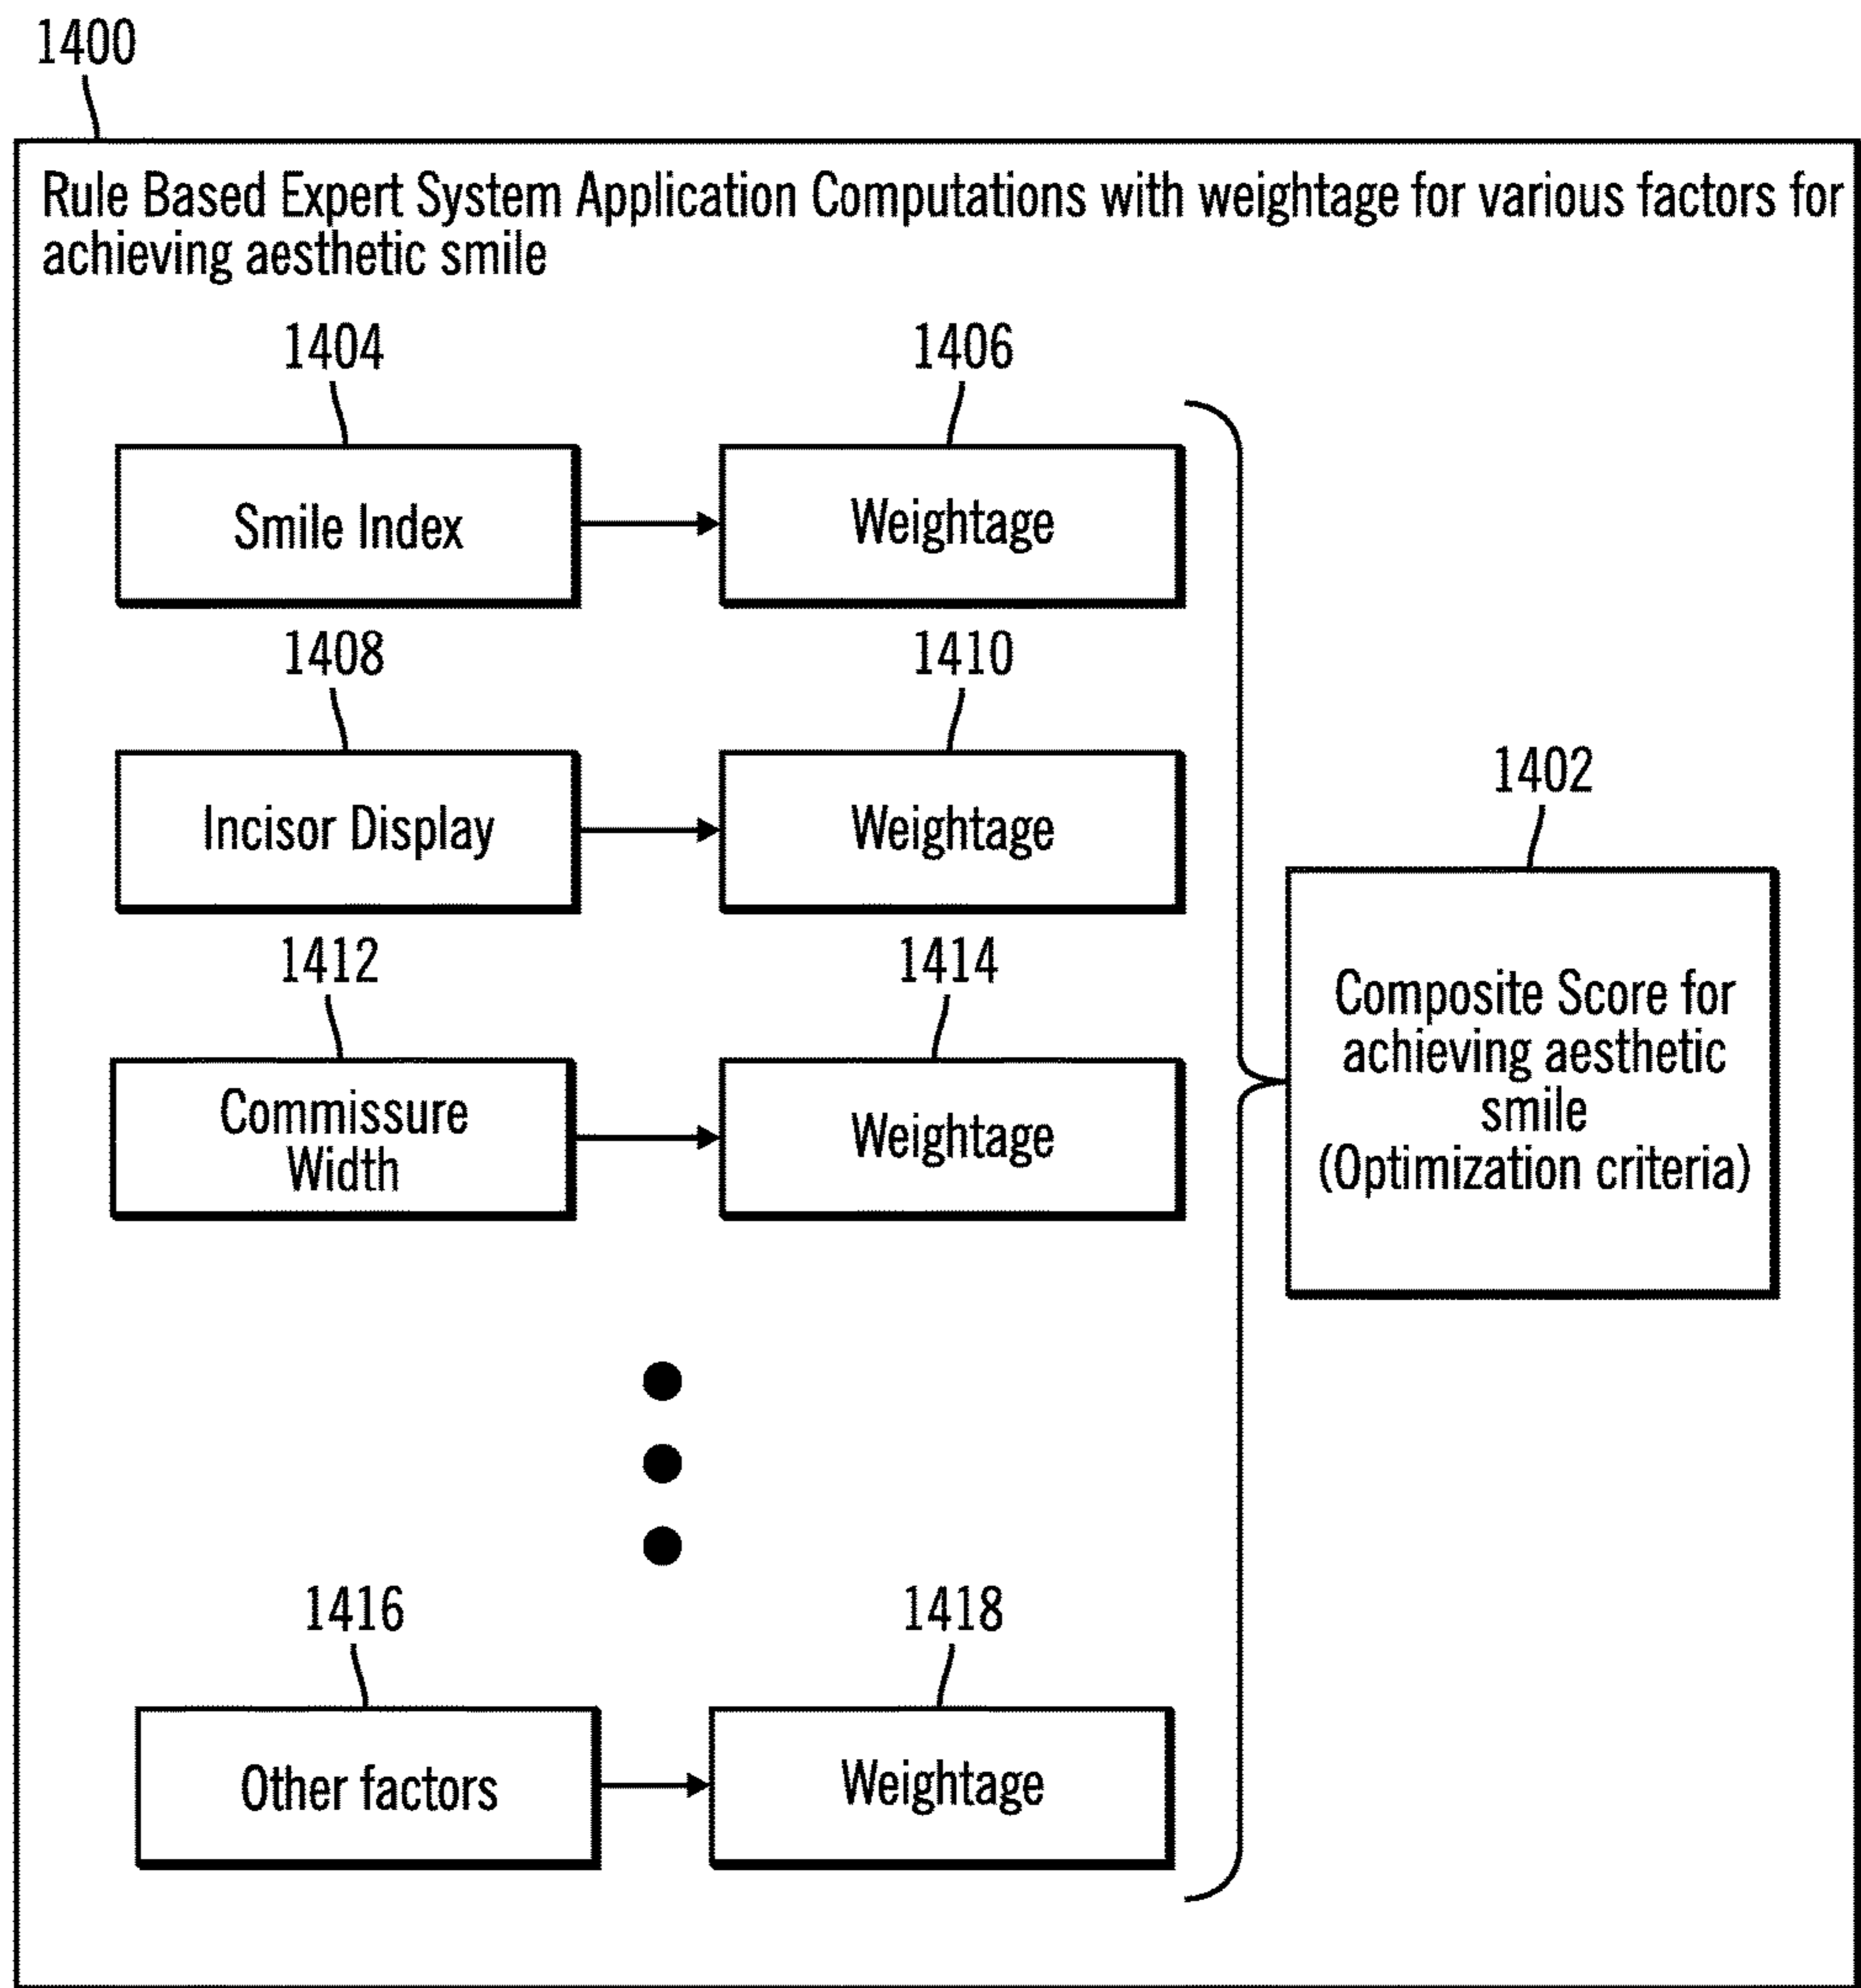 1400
Rule Based Expert System Application Computations with weightage for various factors for
achieving aesthetic smile
1404
1406
Smile Index
Weightage
1408
1410
Incisor Display
Weightage
1402
1412
1414
Commissure
Width
Weightage
Composite Score for
achieving aesthetic
smile
(Optimization criteria)
1416
1418
Other factors
Weightage